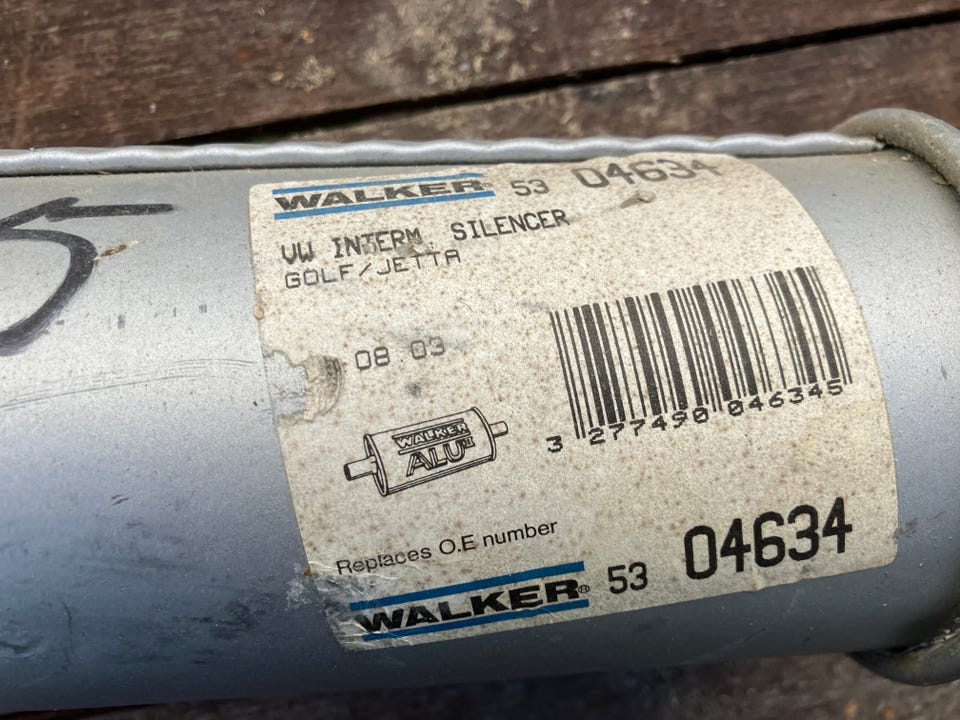 WALKER® 53 04634
VW INTERM. SILENCER
GOLF/JETTA
08 03
WALKER
ALU
3 277490 046345
Replaces O.E number
WALKER® 53 04634